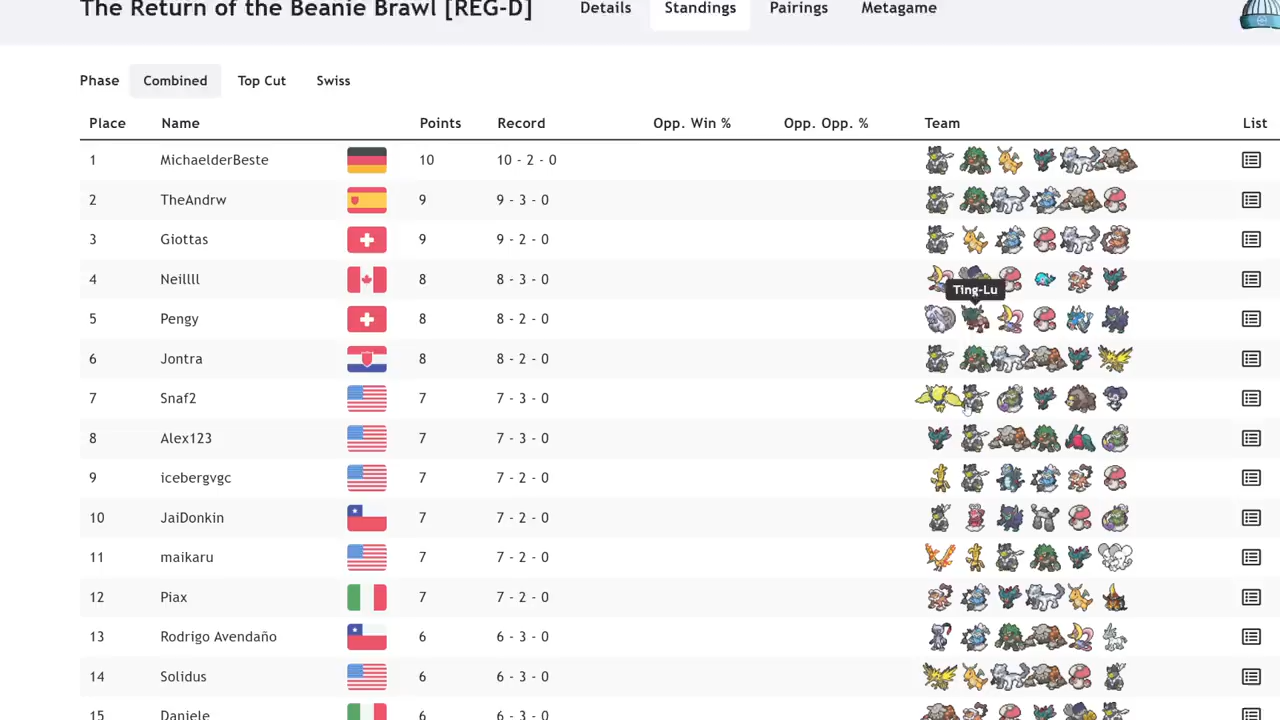 The Return of the Beanie Brawl [REG-D] Details Standings Pairings Metagame
Phase Combined Top Cut Swiss
Place Name Points Record Opp. Win % Opp. Opp. % Team List
1 MichaelderBeste 10 10 - 2 - 0
2 TheAndrw 9 9 - 3 - 0
3 Giottas 9 9 - 2 - 0
4 Neillll 8 8 - 3 - 0
Ting-Lu
5 Pengy 8 8 - 2 - 0
6 Jontra 8 8 - 2 - 0
7 Snaf2 7 7 - 3 - 0
8 Alex123 7 7 - 3 - 0
9 icebergvgc 7 7 - 2 - 0
10 JaiDonkin 7 7 - 2 - 0
11 maikaru 7 7 - 2 - 0
12 Piax 7 7 - 2 - 0
13 Rodrigo Avendaño 6 6 - 3 - 0
14 Solidus 6 6 - 3 - 0
15 Daniele 6 6 - 3 - 0